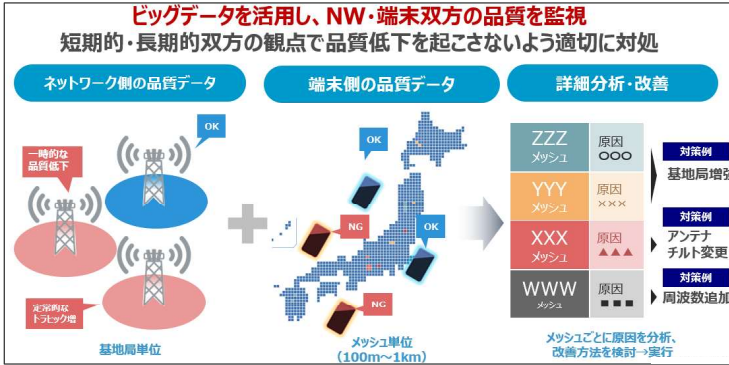 ビッグデータを活用し、NW・端末双方の品質を監視
短期的・長期的双方の観点で品質低下を起こさないよう適切に対処
ネットワーク側の品質データ
端末側の品質データ
詳細分析・改善
OK
一時的な
品質低下
定常的な
トラヒック増
基地局単位
OK
NG
OK
NG
メッシュ単位
(100m～1km)
ZZZ
メッシュ
原因
○○○
YYY
メッシュ
原因
×××
XXX
メッシュ
原因
▲▲▲
WWW
メッシュ
原因
■■■
対策例
基地局増強
対策例
アンテナ
チルト変更
対策例
周波数追加
メッシュごとに原因を分析、
改善方法を検討→実行